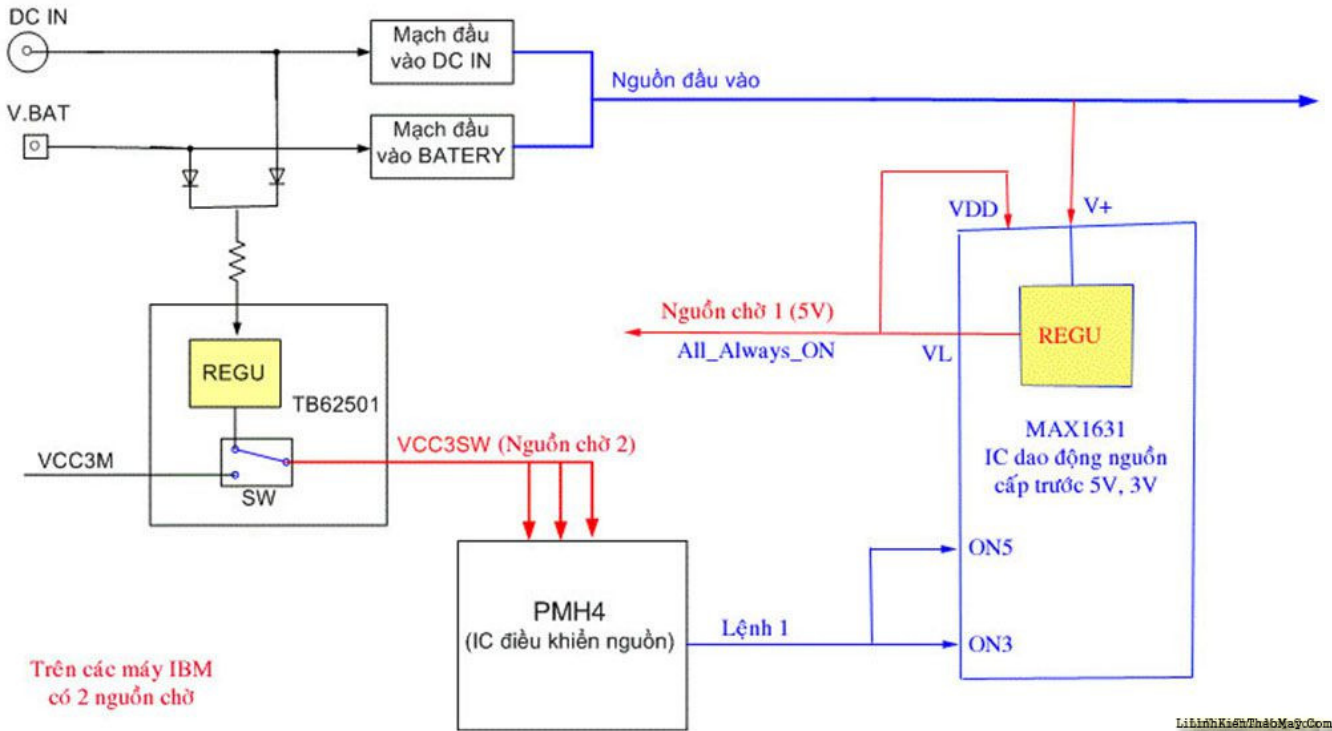 DC IN
Mạch đầu
vào DC IN
Nguồn đầu vào
V.BAT
Mạch đầu
vào BATERY
VDD
V+
Nguồn chờ 1 (5V)
All_Always_ON
VL
REGU
REGU
TB62501
MAX1631
IC dao động nguồn
cấp trước 5V, 3V
VCC3SW (Nguồn chờ 2)
VCC3M
SW
ON5
PMH4
(IC điều khiển nguồn)
Lệnh 1
ON3
Trên các máy IBM
có 2 nguồn chờ